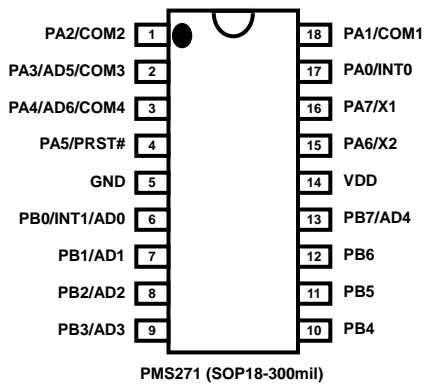 PA2/COM2 1 18 PA1/COM1
PA3/AD5/COM3 2 17 PA0/INT0
PA4/AD6/COM4 3 16 PA7/X1
PA5/PRST# 4 15 PA6/X2
GND 5 14 VDD
PB0/INT1/AD0 6 13 PB7/AD4
PB1/AD1 7 12 PB6
PB2/AD2 8 11 PB5
PB3/AD3 9 10 PB4
PMS271 (SOP18-300mil)